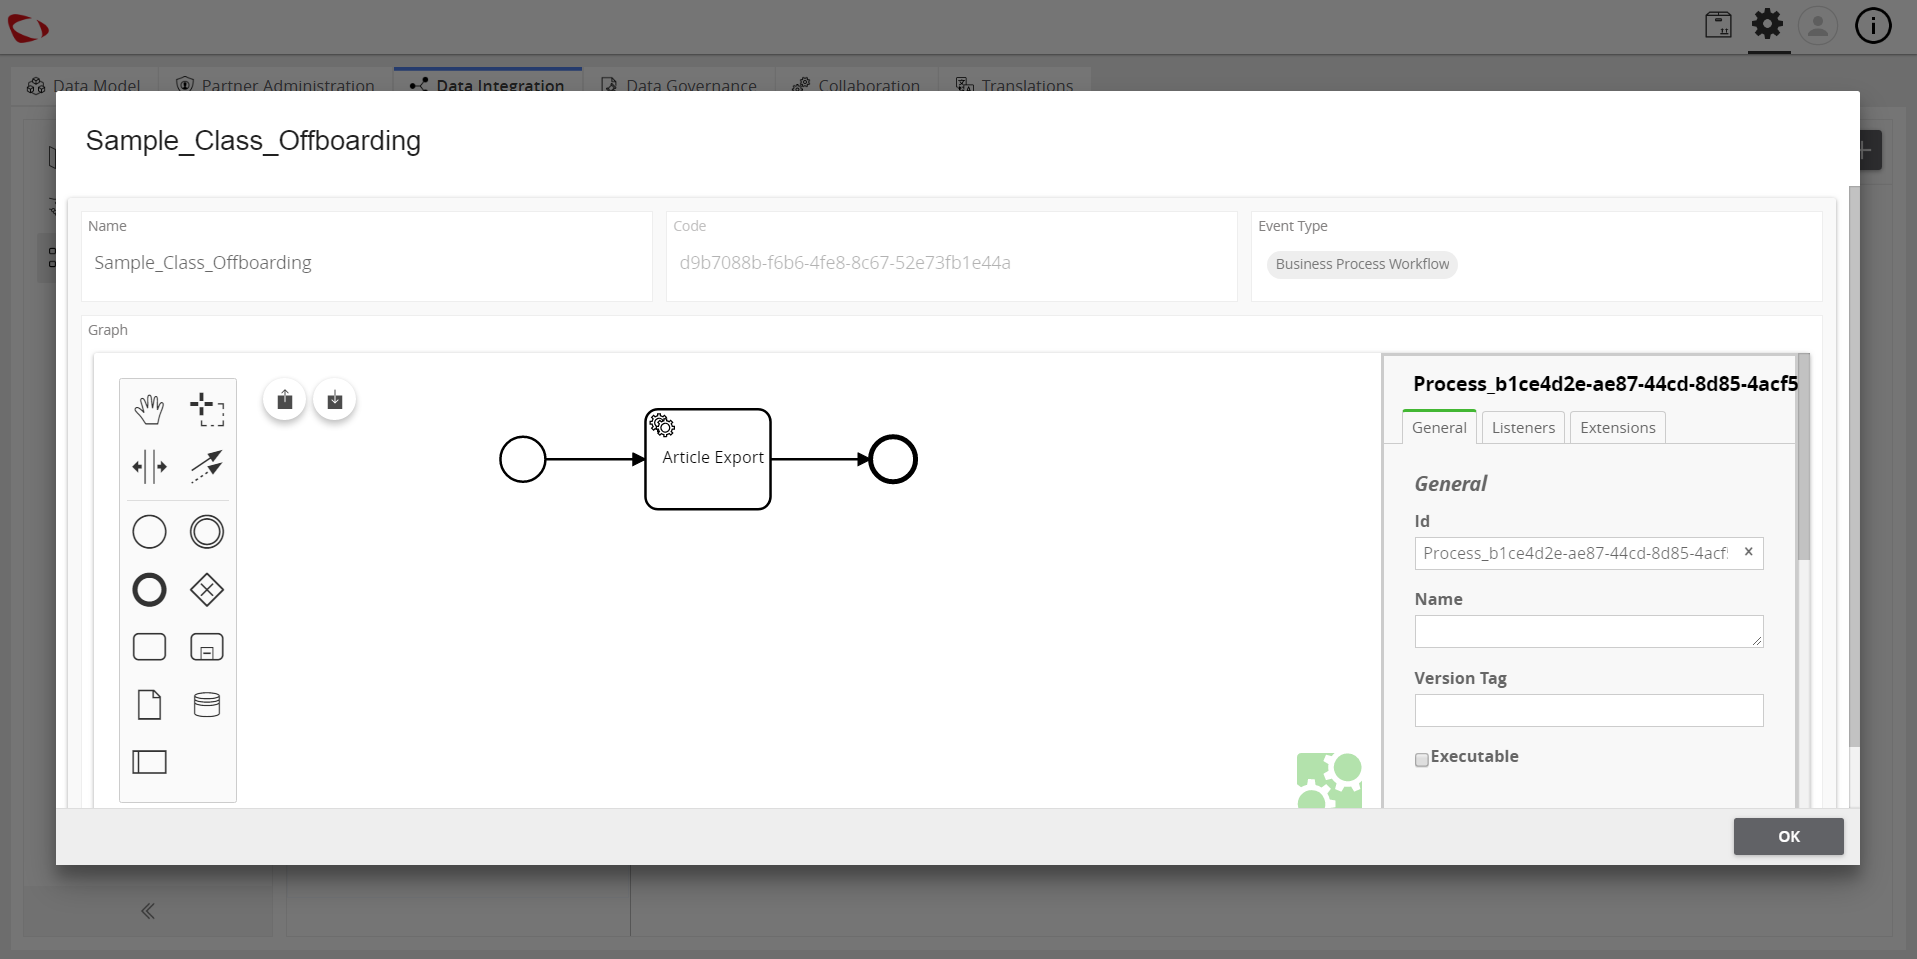 Data Model
Partner Administration
Data Integration
Data Governance
Collaboration
Translations
Sample_Class_Offboarding
Name
Sample_Class_Offboarding
Code
d9b7088b-f6b6-4fe8-8c67-52e73fb1e44a
Event Type
Business Process Workflow
Graph
Article Export
Process_b1ce4d2e-ae87-44cd-8d85-4acf5
General
Listeners
Extensions
General
Id
Process_b1ce4d2e-ae87-44cd-8d85-4acf
×
Name
Version Tag
Executable
OK